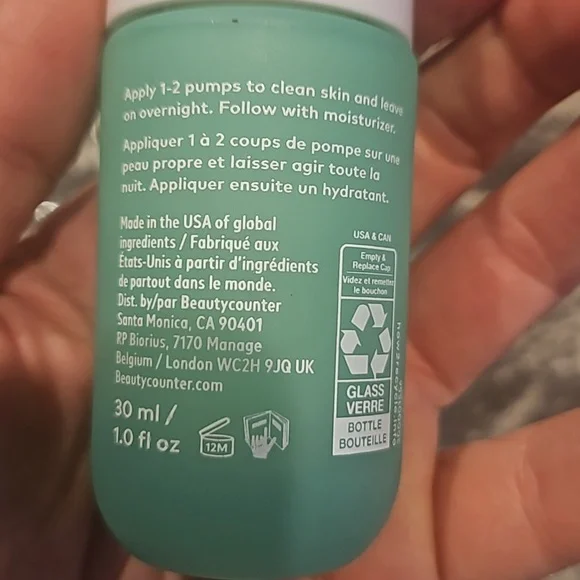 Apply 1-2 pumps to clean skin and leave
on overnight. Follow with moisturizer.
Appliquer 1 à 2 coups de pompe sur une
peau propre et laisser agir toute la
nuit. Appliquer ensuite un hydratant.
Made in the USA of global
ingredients / Fabriqué aux
États-Unis à partir d'ingrédients
de partout dans le monde.
Dist. by/par Beautycounter
Santa Monica, CA 90401
RP Biorius, 7170 Manage
Belgium / London WC2H 9JQ UK
Beautycounter.com
30 ml /
1.0 fl oz
12M
USA & CAN
Empty &
Replace Cap
Videz et remettez
le bouchon
GLASS
VERRE
BOTTLE
BOUTEILLE
how2recycle.info